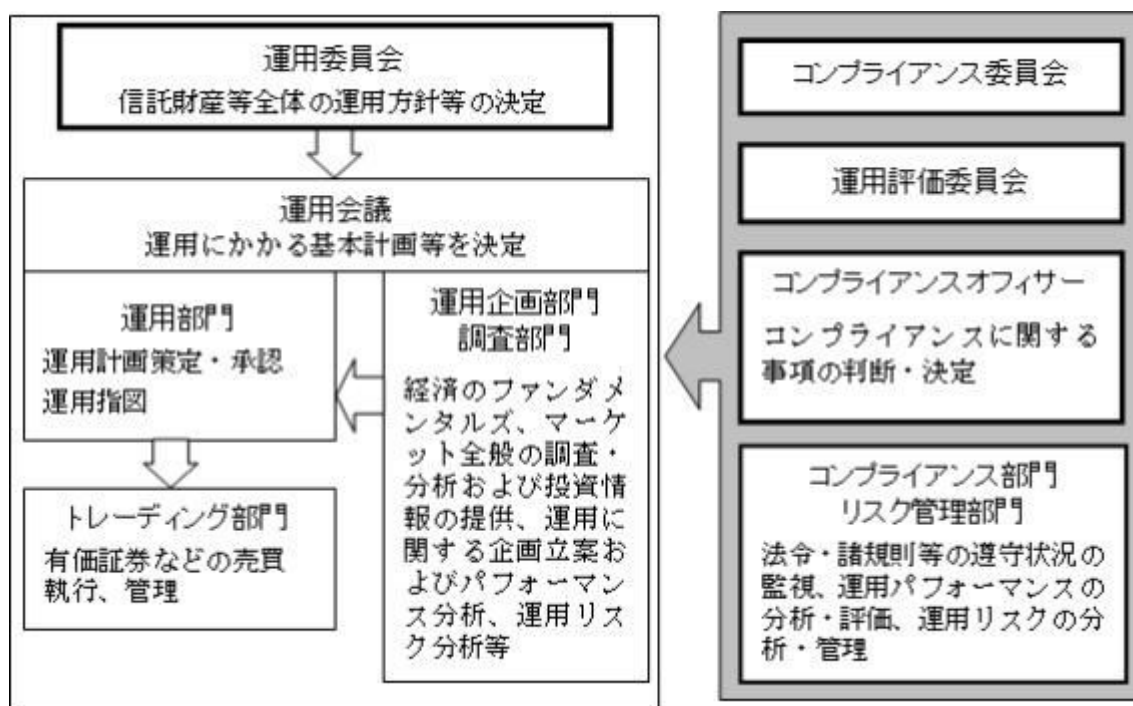 運用委員会
信託財産等全体の運用方針等の決定
運用会議
運用にかかる基本計画等を決定
運用部門
運用計画策定・承認
運用指図
運用企画部門
調査部門
経済のファンダメ
ンタルズ、マーケ
ット全般の調査・
分析および投資情
報の提供、運用に
関する企画立案お
よびパフォーマン
ス分析、運用リス
ク分析等
トレーディング部門
有価証券などの売買
執行、管理
コンプライアンス委員会
運用評価委員会
コンプライアンスオフィサー
コンプライアンスに関する
事項の判断・決定
コンプライアンス部門
リスク管理部門
法令・諸規則等の遵守状況の
監視、運用パフォーマンスの
分析・評価、運用リスクの分
析・管理